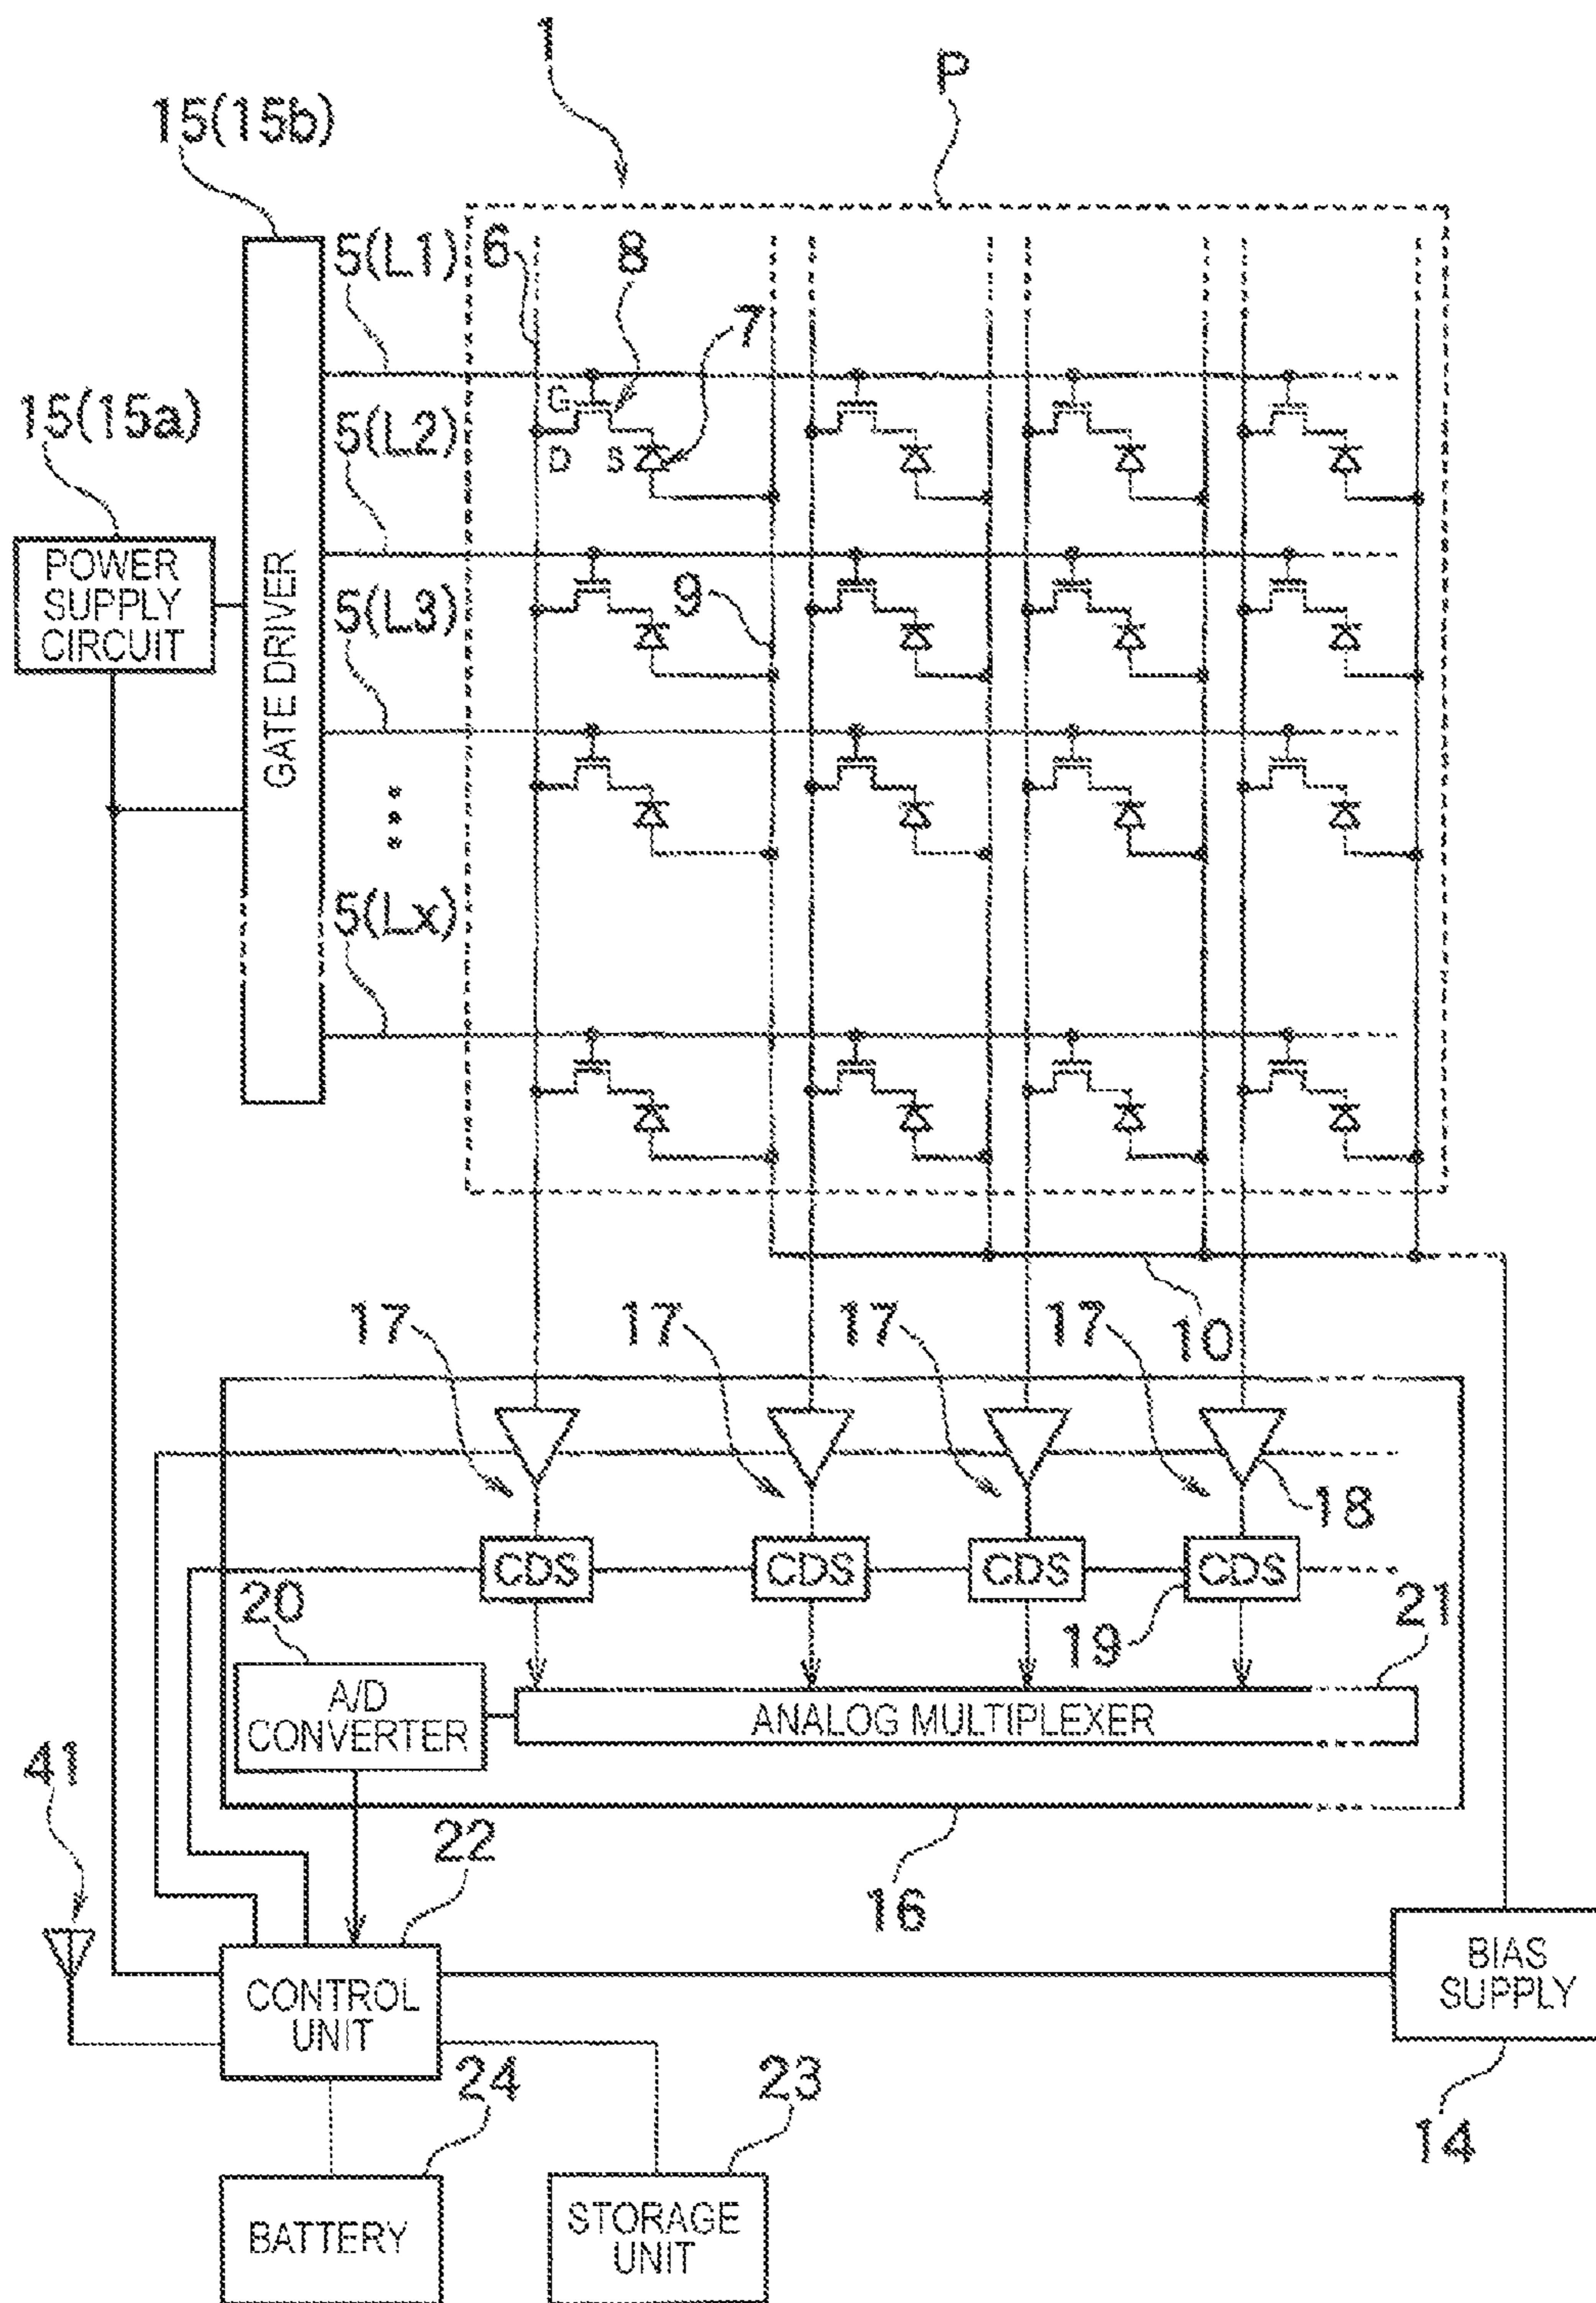 1
P
15(15b)
5(L1)
6
8
7
15(15a)
G
5(L2)
D
S
POWER
SUPPLY
CIRCUIT
GATE DRIVER
9
5(L3)
5(Lx)
17
17
17
17
10
18
CDS
CDS
CDS
CDS
20
19
21
A/D
CONVERTER
ANALOG MULTIPLEXER
41
22
16
CONTROL
UNIT
BIAS
SUPPLY
24
23
14
BATTERY
STORAGE
UNIT